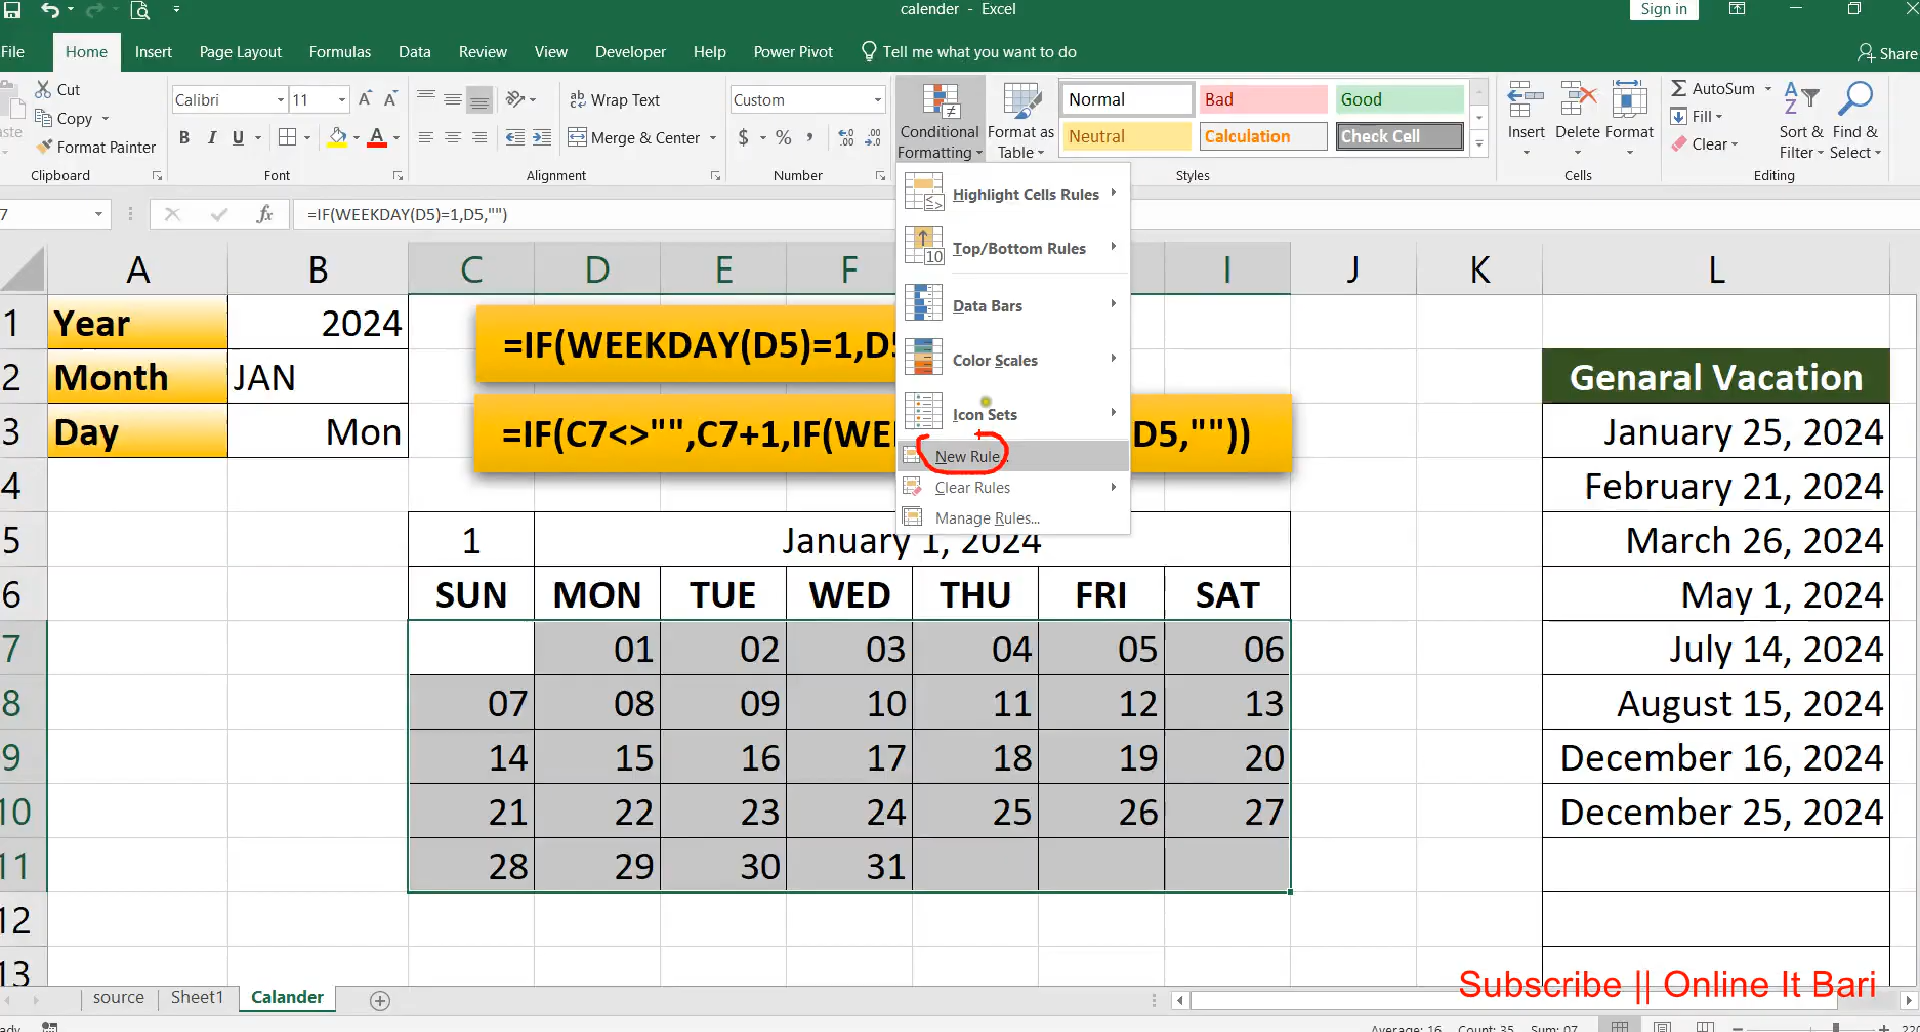 calender - Excel
Sign in
File Home Insert Page Layout Formulas Data Review View Developer Help Power Pivot Tell me what you want to do
Share
Cut
Copy
Format Painter
Clipboard
Calibri 11
B I U
Font
Wrap Text
Merge & Center
Alignment
Custom
$ % ,
Number
Conditional Formatting
Format as Table
Normal Bad Good
Neutral Calculation Check Cell
Styles
Insert Delete Format
Cells
AutoSum
Fill
Clear
Sort & Filter
Find & Select
Editing
Highlight Cells Rules
Top/Bottom Rules
Data Bars
Color Scales
Icon Sets
New Rule..
Clear Rules
Manage Rules...
7
fx =IF(WEEKDAY(D5)=1,D5,"")
A B C D E F I J K L
1 Year 2024
=IF(WEEKDAY(D5)=1,D5
2 Month JAN Genaral Vacation
3 Day Mon January 25, 2024
=IF(C7<>"",C7+1,IF(WE D5,""))
4 February 21, 2024
5 1 January 1, 2024 March 26, 2024
6 SUN MON TUE WED THU FRI SAT May 1, 2024
7 01 02 03 04 05 06 July 14, 2024
8 07 08 09 10 11 12 13 August 15, 2024
9 14 15 16 17 18 19 20 December 16, 2024
10 21 22 23 24 25 26 27 December 25, 2024
11 28 29 30 31
12
13
Subscribe || Online It Bari
source Sheet1 Calander
Average: 16 Count: 35 Sum: 07